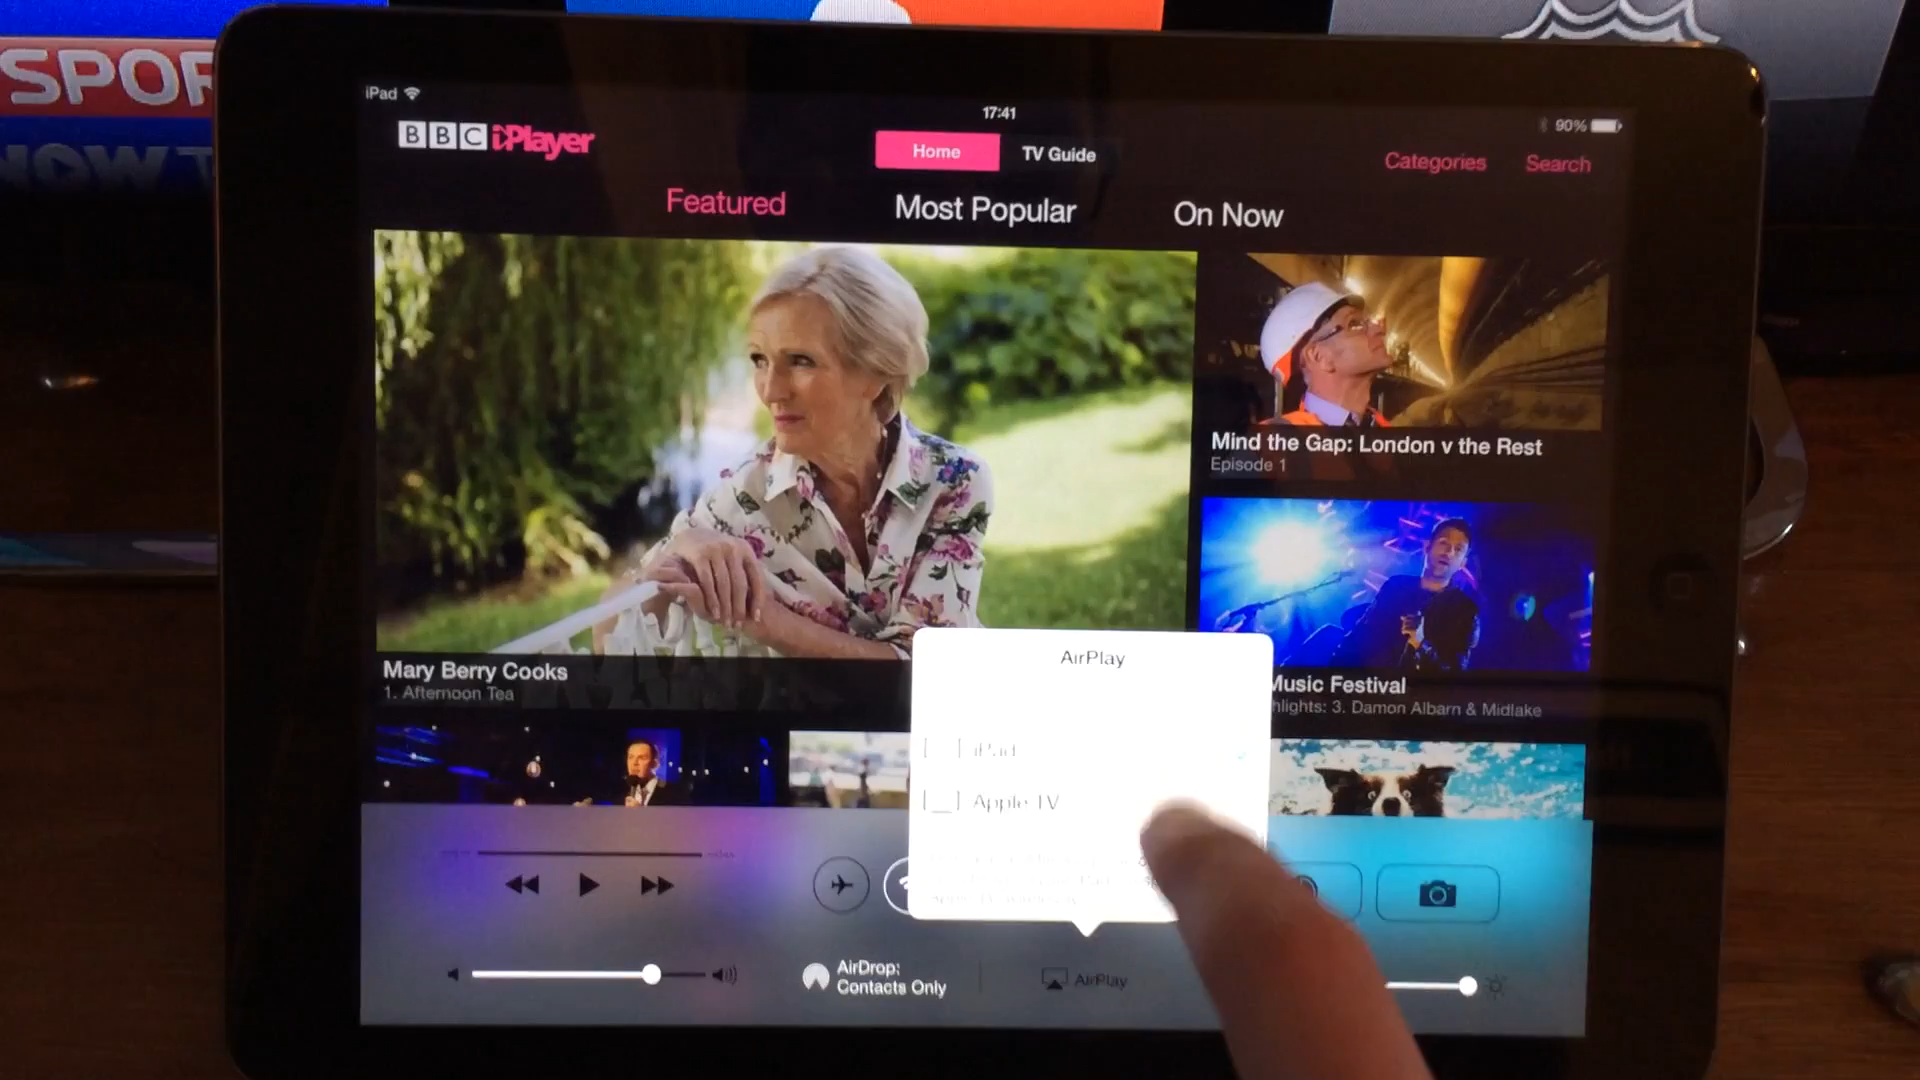 SPOR
NOW T
iPad
17:41
90%
BBC iPlayer
Home
TV Guide
Categories
Search
Featured
Most Popular
On Now
Mind the Gap: London v the Rest
Episode 1
Mary Berry Cooks
1. Afternoon Tea
Music Festival
hlights: 3. Damon Albarn & Midlake
AirPlay
iPad
Apple TV
AirDrop:
Contacts Only
AirPlay